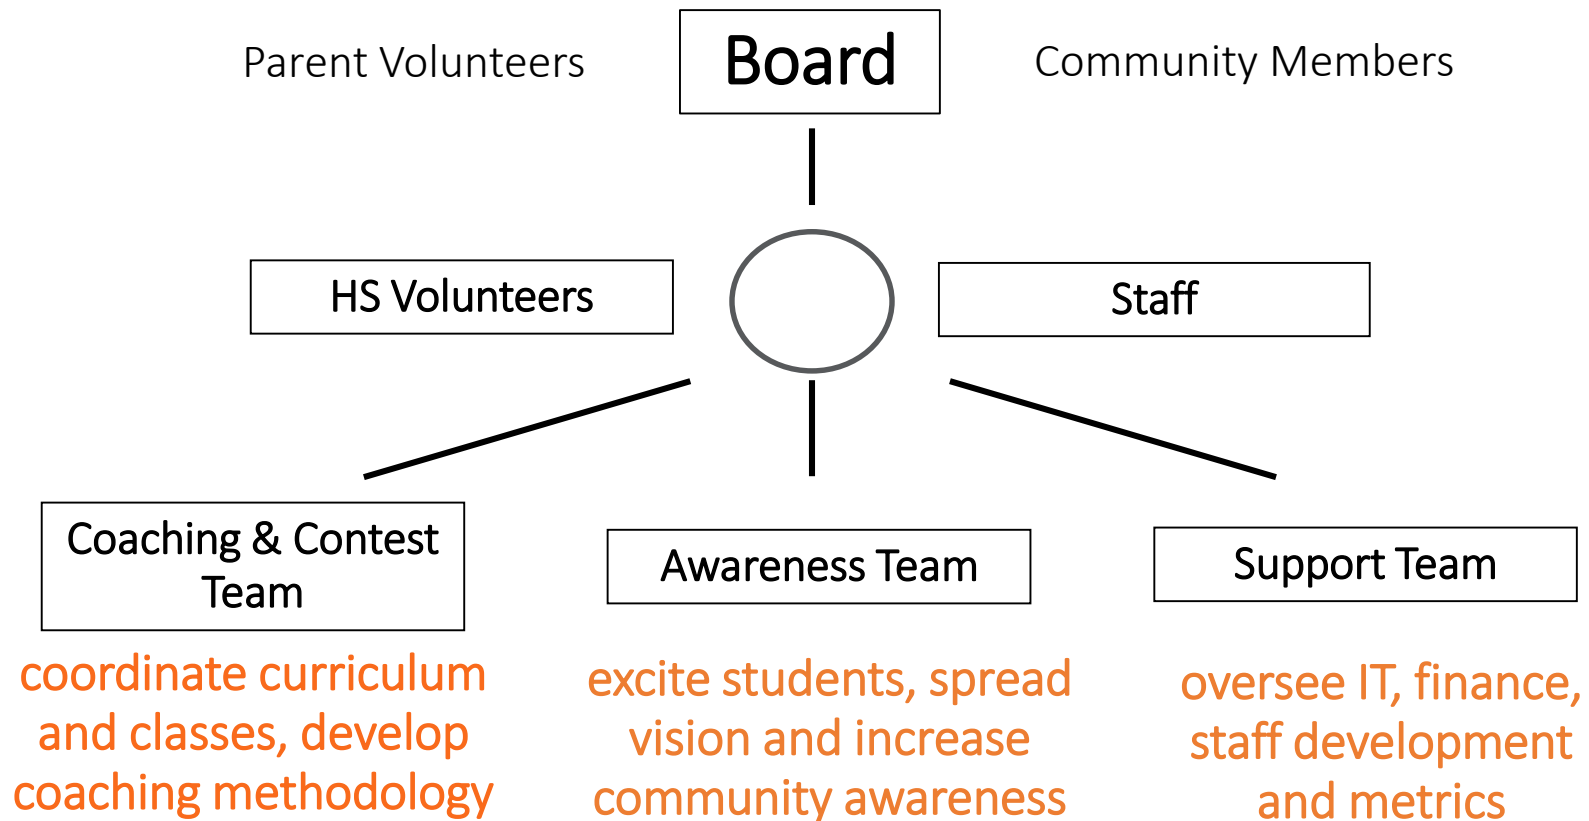 Parent Volunteers
Board
Community Members
HS Volunteers
Staff
Coaching & Contest
Team
Awareness Team
Support Team
coordinate curriculum
and classes, develop
coaching methodology
excite students, spread
vision and increase
community awareness
oversee IT, finance,
staff development
and metrics